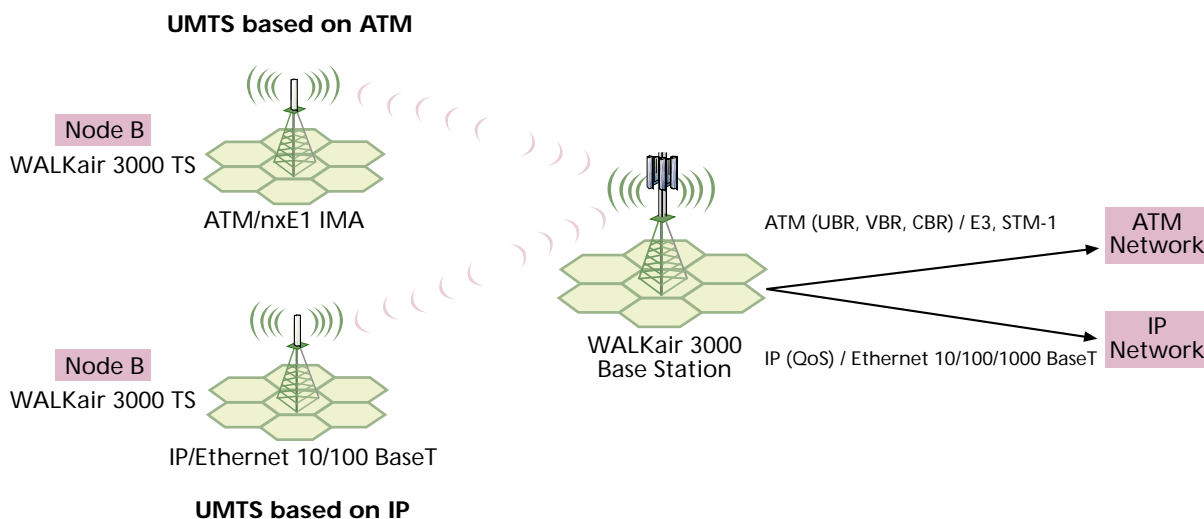 UMTS based on ATM
Node B
WALKair 3000 TS
ATM/nxE1 IMA
ATM (UBR, VBR, CBR) / E3, STM-1
ATM
Network
WALKair 3000
Base Station
IP (QoS) / Ethernet 10/100/1000 BaseT
IP
Network
Node B
WALKair 3000 TS
IP/Ethernet 10/100 BaseT
UMTS based on IP